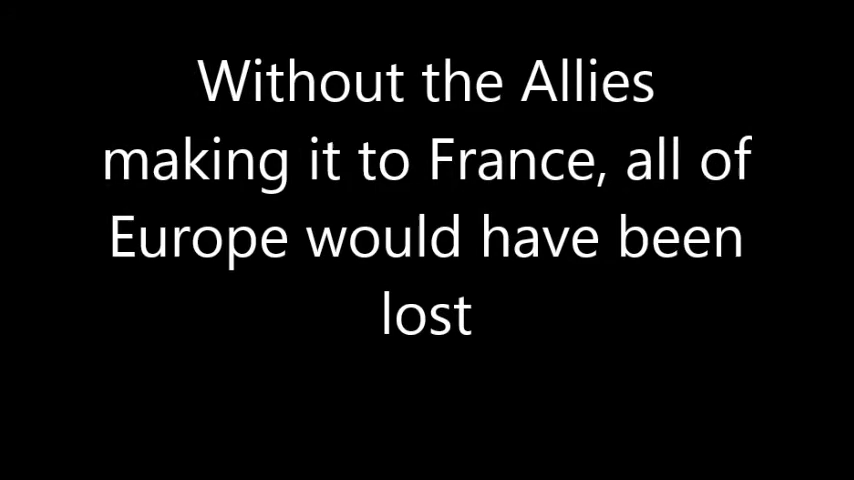 Without the Allies
making it to France, all of
Europe would have been
lost